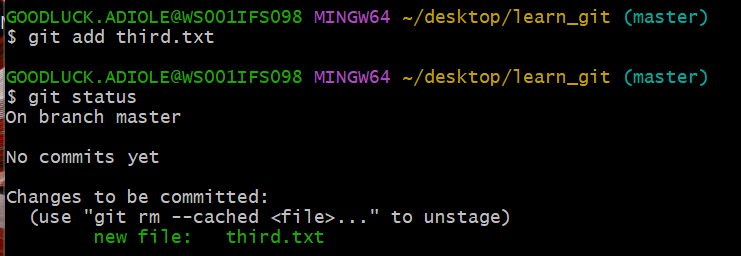 GOODLUCK.ADIOLE@WS001IFS098 MINGW64 ~/desktop/learn_git (master)
$ git add third.txt
GOODLUCK.ADIOLE@WS001IFS098 MINGW64 ~/desktop/learn_git (master)
$ git status
On branch master
No commits yet
Changes to be committed:
  (use "git rm --cached <file>..." to unstage)
        new file:   third.txt